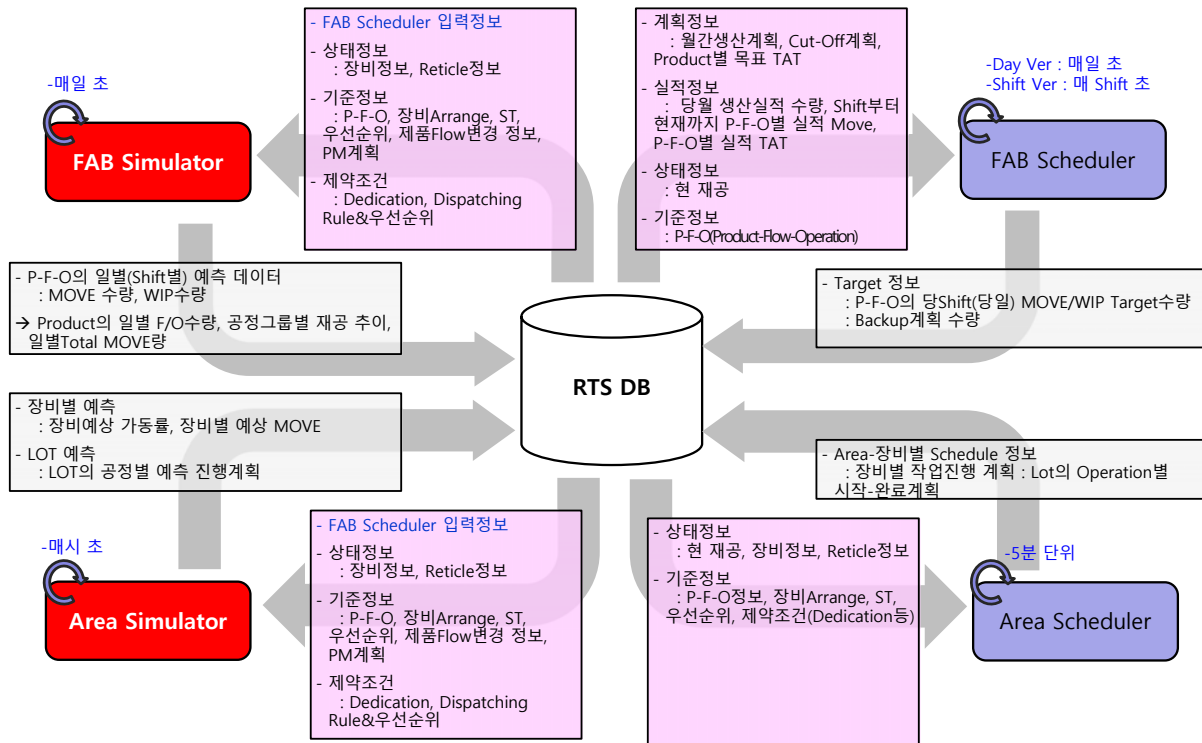 -매일 초
FAB Simulator
- FAB Scheduler 입력정보
- 상태정보
: 장비정보, Reticle정보
- 기준정보
: P-F-O, 장비Arrange, ST,
우선순위, 제품Flow변경 정보,
PM계획
- 제약조건
: Dedication, Dispatching
Rule&우선순위
- 계획정보
: 월간생산계획, Cut-Off계획,
Product별 목표 TAT
- 실적정보
: 당월 생산실적 수량, Shift부터
현재까지 P-F-O별 실적 Move,
P-F-O별 실적 TAT
- 상태정보
: 현 재공
- 기준정보
: P-F-O(Product-Flow-Operation)
-Day Ver : 매일 초
-Shift Ver : 매 Shift 초
FAB Scheduler
- P-F-O의 일별(Shift별) 예측 데이터
: MOVE 수량, WIP수량
→ Product의 일별 F/O수량, 공정그룹별 재공 추이,
일별Total MOVE량
RTS DB
- Target 정보
: P-F-O의 당Shift(당일) MOVE/WIP Target수량
: Backup계획 수량
- 장비별 예측
: 장비예상 가동률, 장비별 예상 MOVE
- LOT 예측
: LOT의 공정별 예측 진행계획
- Area-장비별 Schedule 정보
: 장비별 작업진행 계획 : Lot의 Operation별
시작-완료계획
-매시 초
Area Simulator
- FAB Scheduler 입력정보
- 상태정보
: 장비정보, Reticle정보
- 기준정보
: P-F-O, 장비Arrange, ST,
우선순위, 제품Flow변경 정보,
PM계획
- 제약조건
: Dedication, Dispatching
Rule&우선순위
- 상태정보
: 현 재공, 장비정보, Reticle정보
- 기준정보
: P-F-O정보, 장비Arrange, ST,
우선순위, 제약조건(Dedication등)
-5분 단위
Area Scheduler